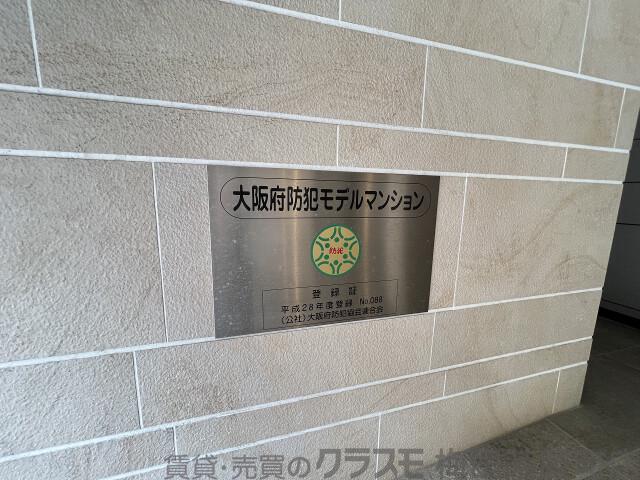 大阪府防犯モデルマンション
防犯
登録証
平成28年度登録 No.088
(公社)大阪府防犯協会連合会
賃貸・売買のクラスモ